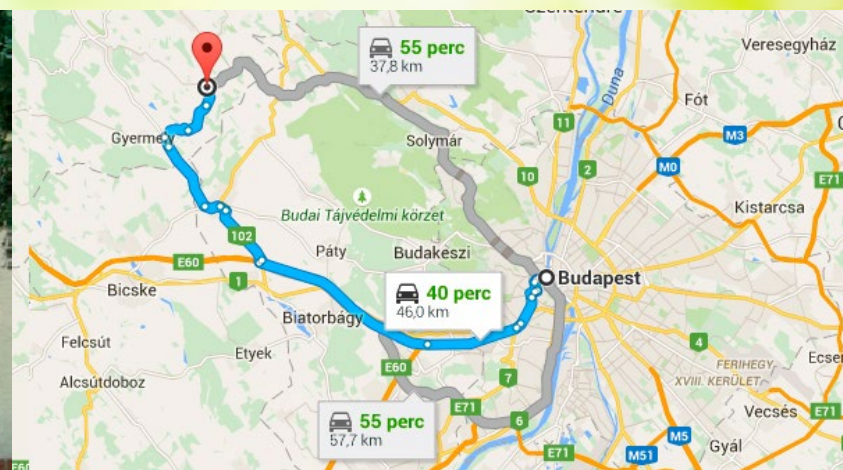 55 perc
37,8 km
Veresegyház
Duna
Fót
11
M3
Gyermely
Solymár
2
M0
10
E71
Kistarcsa
Budai Tájvédelmi körzet
102
Páty
Budakeszi
E60
1
Bicske
40 perc
46,0 km
Budapest
Biatorbágy
Felcsút
Etyek
E60
4
FERIHEGY
XVIII. KERÜLET
Alcsútdoboz
7
E71
55 perc
57,7 km
6
Vecsés
E71
M5
Gyál
E71
M51
E60